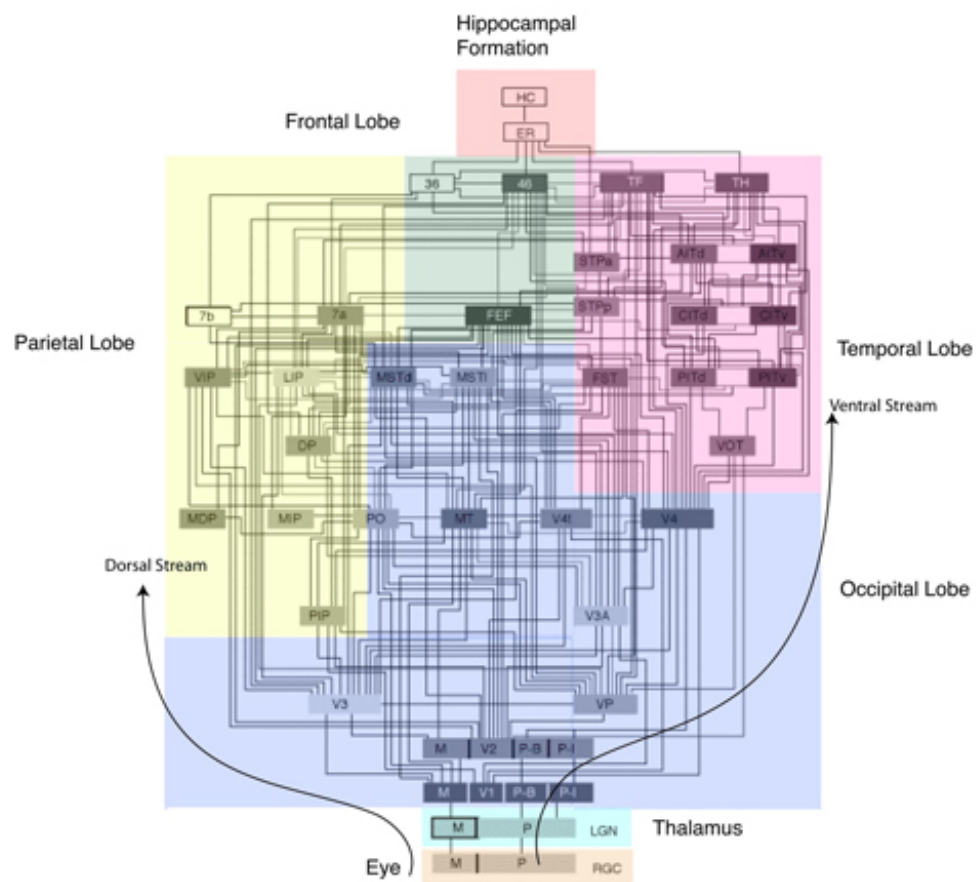 Hippocampal
Formation
HC
Frontal Lobe
ER
36 46 TF TH
STPa AITd AITv
7b 7a FEF STPp CITd CITv
Parietal Lobe
Temporal Lobe
VIP LIP MSTd MSTl FST PITd PITv
Ventral Stream
DP VOT
MDP MIP PO MT V4t V4
Dorsal Stream
Occipital Lobe
PIP V3A
V3 VP
M V2 P-B P-I
M V1 P-B P-I
M P LGN Thalamus
Eye M P RGC